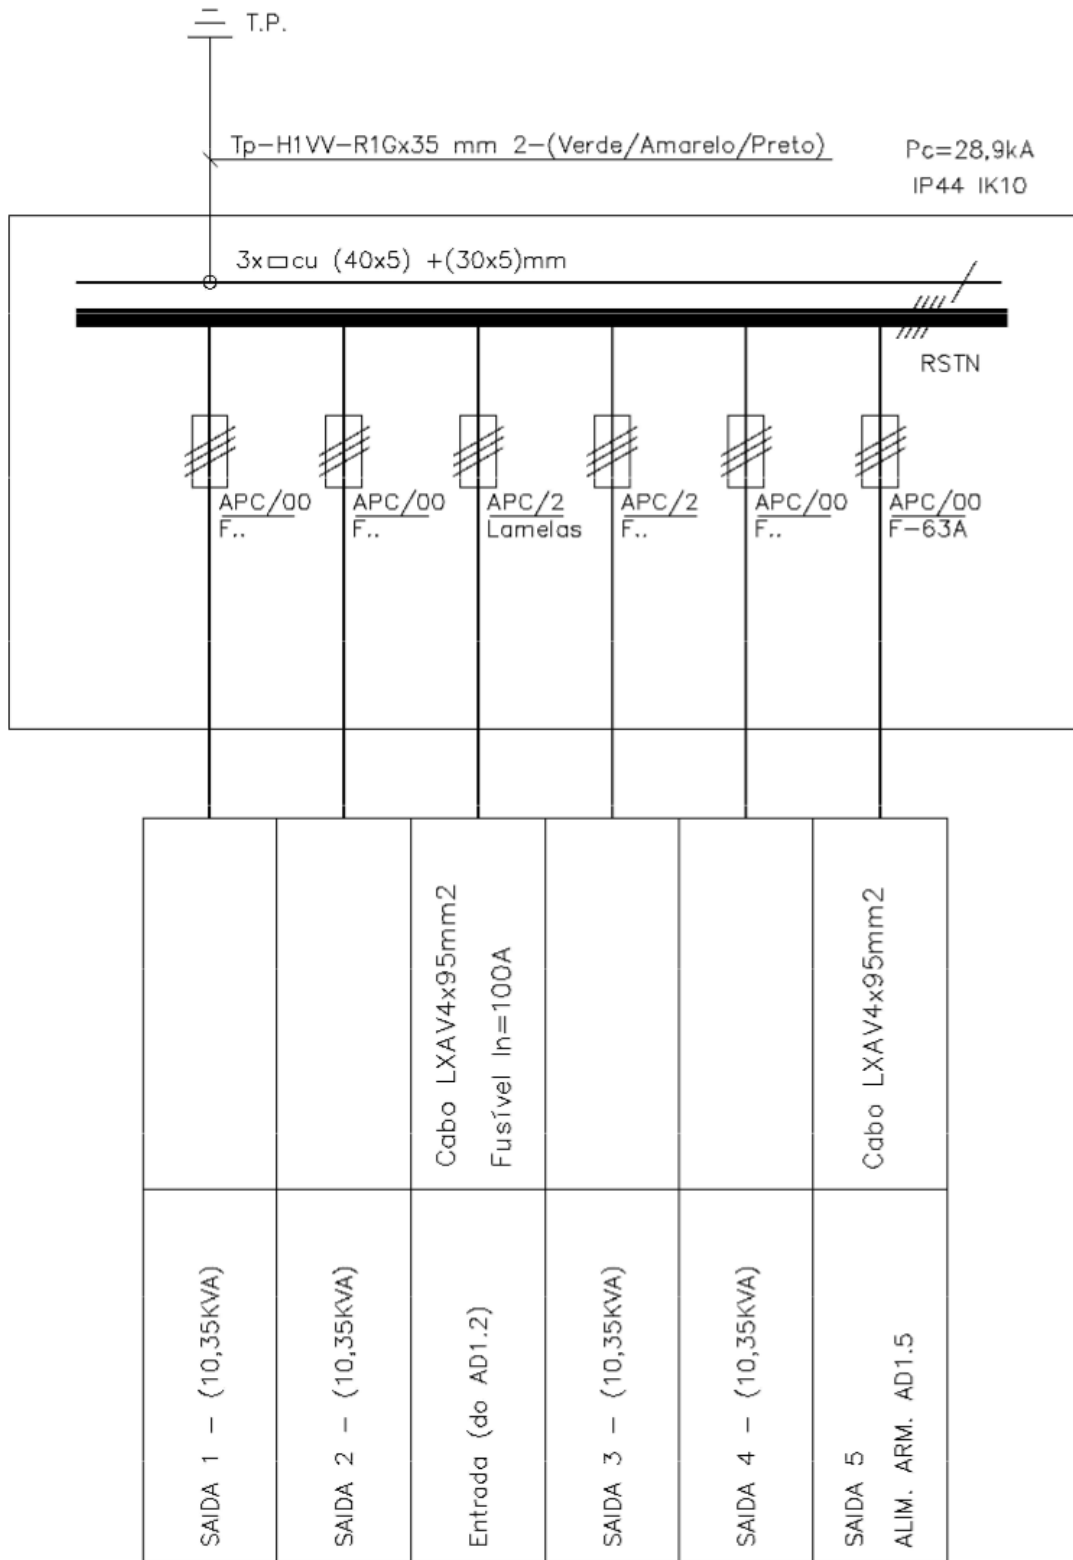 T.P.
Tp-H1VV-R1Gx35 mm 2-(Verde/Amarelo/Preto)
Pc=28,9kA
IP44 IK10
3x▭cu (40x5) +(30x5)mm
RSTN
APC/00
F..
APC/00
F..
APC/2
Lamelas
APC/2
F..
APC/00
F..
APC/00
F-63A
Cabo LXAV4x95mm2
Fusível In=100A
Cabo LXAV4x95mm2
SAIDA 1 - (10,35KVA)
SAIDA 2 - (10,35KVA)
Entrada (do AD1.2)
SAIDA 3 - (10,35KVA)
SAIDA 4 - (10,35KVA)
SAIDA 5
ALIM. ARM. AD1.5